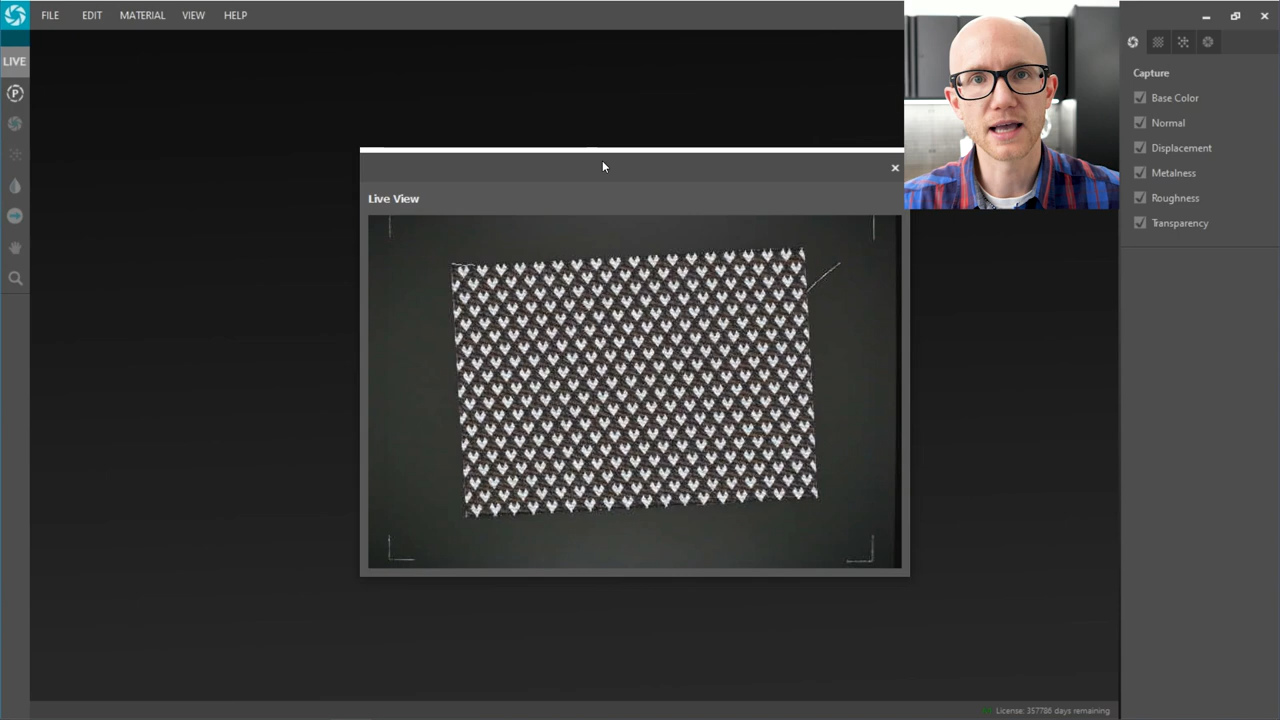 FILE EDIT MATERIAL VIEW HELP
LIVE
P
Live View
Capture
Base Color
Normal
Displacement
Metalness
Roughness
Transparency
License: 357786 days remaining